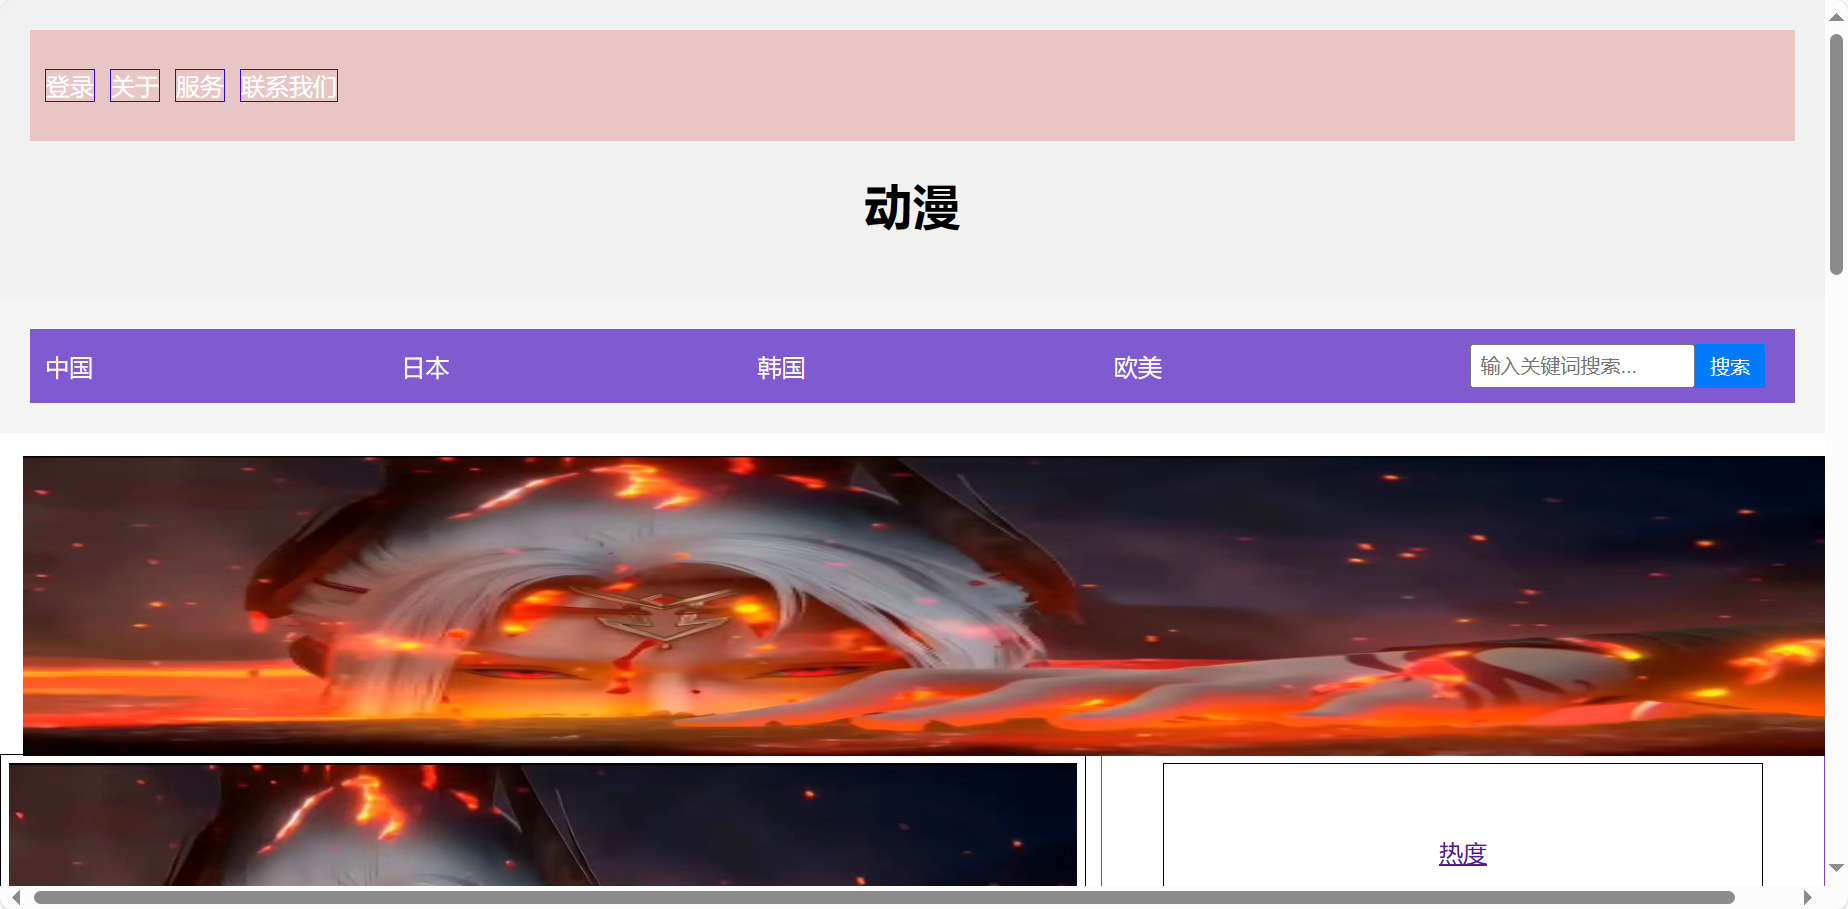 登录 关于 服务 联系我们
动漫
中国 日本 韩国 欧美 输入关键词搜索... 搜索
热度